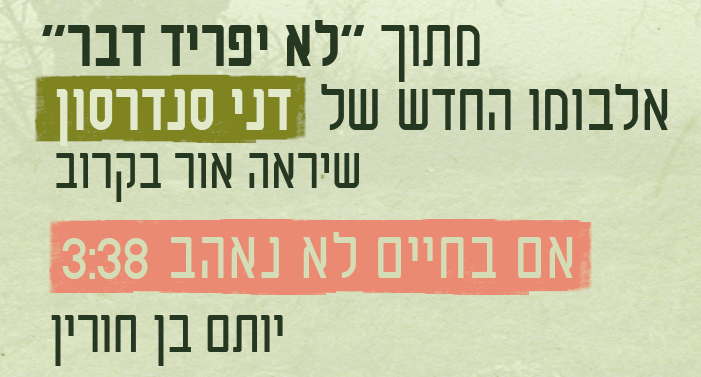 מתוך "לא יפריד דבר"
אלבומו החדש של דני סנדרסון
שיראה אור בקרוב
אם בחיים לא נאהב 3:38
יותם בן חורין